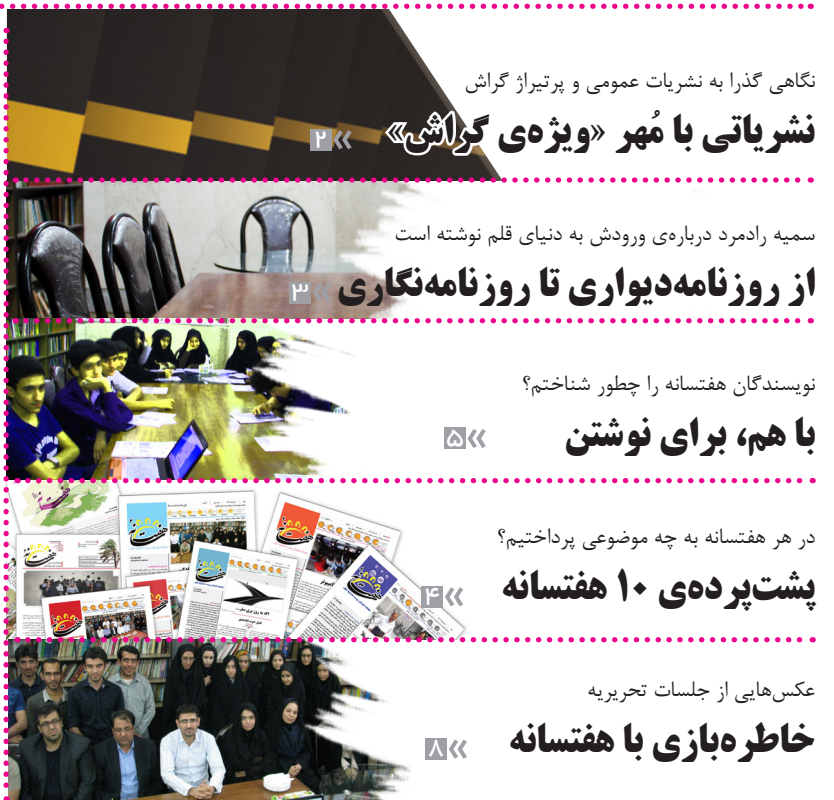 نگاهی گذرا به نشریات عمومی و پرتیراژ گراش
نشریاتی با مُهر «ویژه‌ی گراش» »۲
سمیه رادمرد درباره‌ی ورودش به دنیای قلم نوشته است
از روزنامه‌دیواری تا روزنامه‌نگاری »۳
نویسندگان هفتسانه را چطور شناختم؟
با هم، برای نوشتن »۵
در هر هفتسانه به چه موضوعی پرداختیم؟
پشت‌پرده‌ی ۱۰ هفتسانه »۴
عکس‌هایی از جلسات تحریریه
خاطره‌بازی با هفتسانه »۸